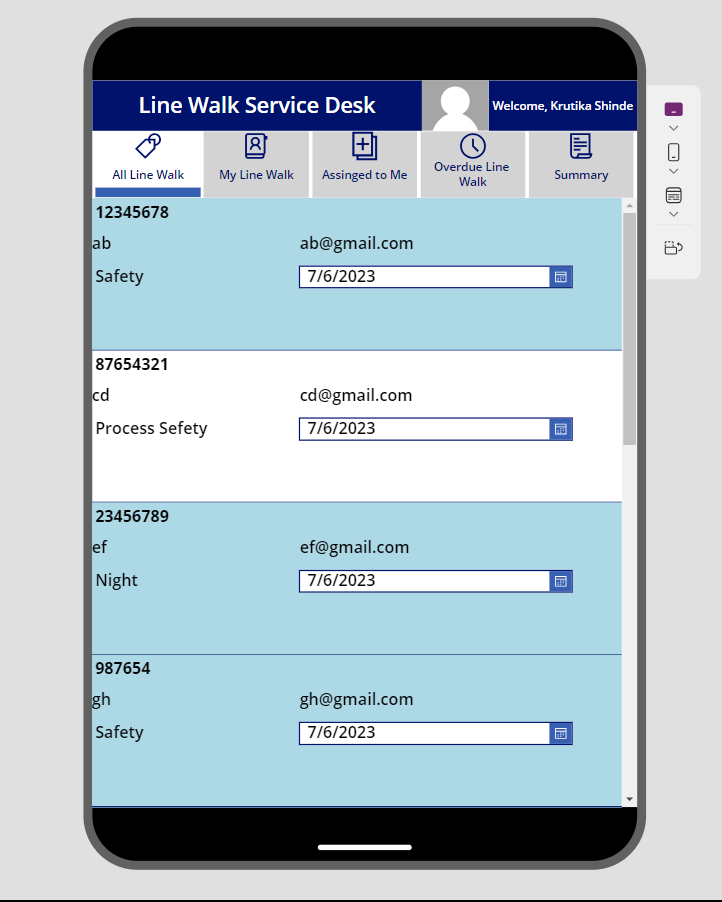 Line Walk Service Desk
Welcome, Krutika Shinde
All Line Walk
My Line Walk
Assinged to Me
Overdue Line
Walk
Summary
12345678
ab
ab@gmail.com
Safety
7/6/2023
87654321
cd
cd@gmail.com
Process Sefety
7/6/2023
23456789
ef
ef@gmail.com
Night
7/6/2023
987654
gh
gh@gmail.com
Safety
7/6/2023